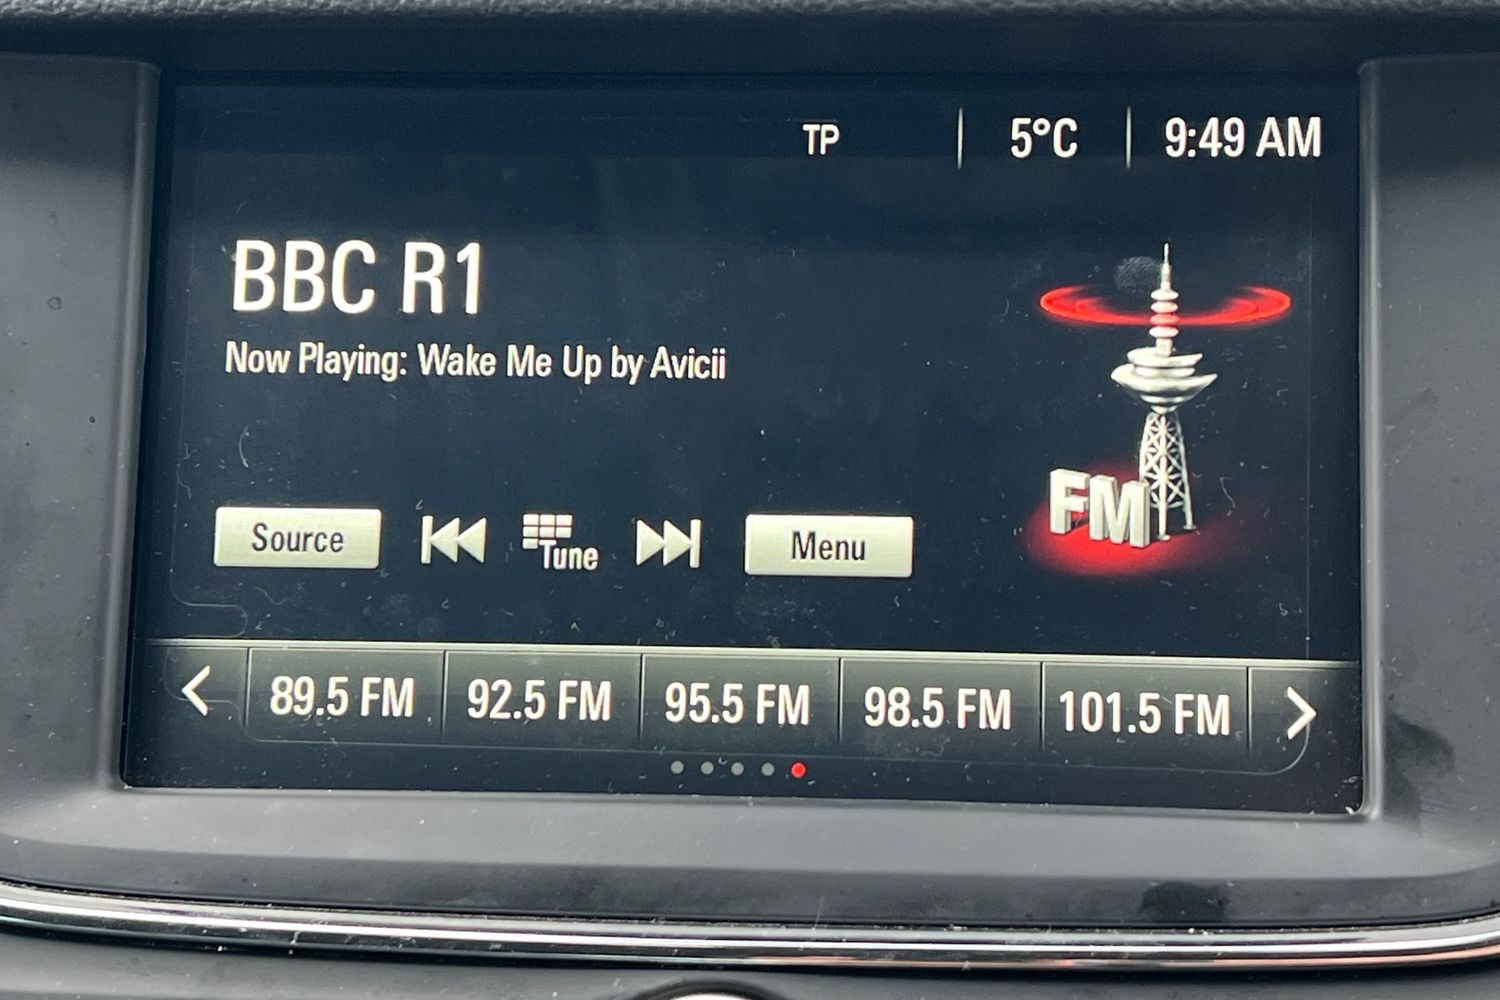 TP 5°C 9:49 AM
BBC R1
Now Playing: Wake Me Up by Avicii
FM
Source Tune Menu
89.5 FM 92.5 FM 95.5 FM 98.5 FM 101.5 FM